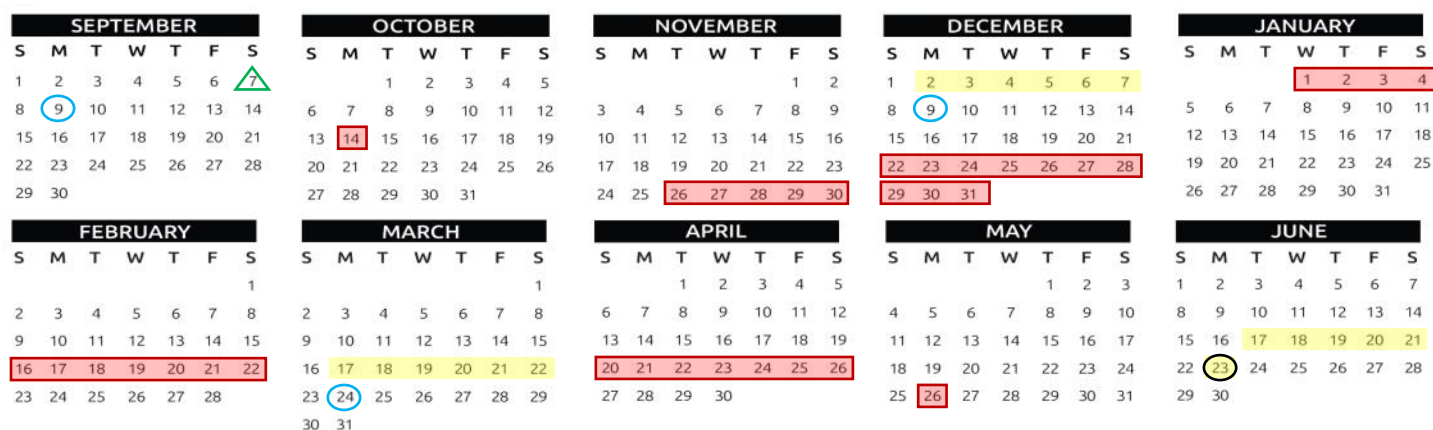 SEPTEMBER
S M T W T F S
1 2 3 4 5 6 7
8 9 10 11 12 13 14
15 16 17 18 19 20 21
22 23 24 25 26 27 28
29 30
OCTOBER
S M T W T F S
1 2 3 4 5
6 7 8 9 10 11 12
13 14 15 16 17 18 19
20 21 22 23 24 25 26
27 28 29 30 31
NOVEMBER
S M T W T F S
1 2
3 4 5 6 7 8 9
10 11 12 13 14 15 16
17 18 19 20 21 22 23
24 25 26 27 28 29 30
DECEMBER
S M T W T F S
1 2 3 4 5 6 7
8 9 10 11 12 13 14
15 16 17 18 19 20 21
22 23 24 25 26 27 28
29 30 31
JANUARY
S M T W T F S
1 2 3 4
5 6 7 8 9 10 11
12 13 14 15 16 17 18
19 20 21 22 23 24 25
26 27 28 29 30 31
FEBRUARY
S M T W T F S
1
2 3 4 5 6 7 8
9 10 11 12 13 14 15
16 17 18 19 20 21 22
23 24 25 26 27 28
MARCH
S M T W T F S
1
2 3 4 5 6 7 8
9 10 11 12 13 14 15
16 17 18 19 20 21 22
23 24 25 26 27 28 29
30 31
APRIL
S M T W T F S
1 2 3 4 5
6 7 8 9 10 11 12
13 14 15 16 17 18 19
20 21 22 23 24 25 26
27 28 29 30
MAY
S M T W T F S
1 2 3
4 5 6 7 8 9 10
11 12 13 14 15 16 17
18 19 20 21 22 23 24
25 26 27 28 29 30 31
JUNE
S M T W T F S
1 2 3 4 5 6 7
8 9 10 11 12 13 14
15 16 17 18 19 20 21
22 23 24 25 26 27 28
29 30